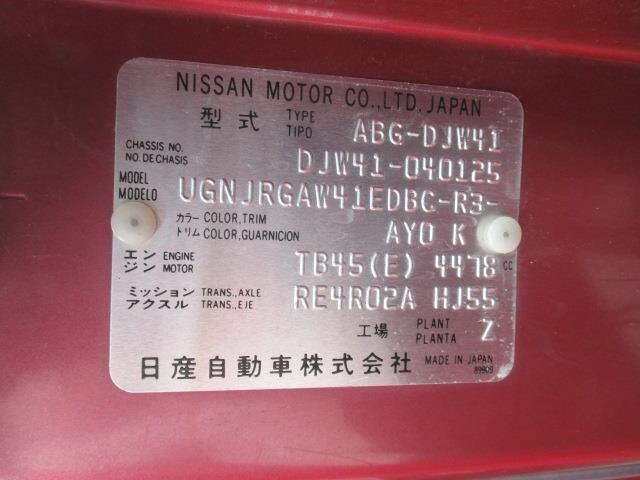 NISSAN MOTOR CO.,LTD. JAPAN
型式 TYPE TIPO ABG-DJW41
CHASSIS NO. NO. DE CHASIS DJW41-040125
MODEL MODELO UGNJRGAW41EDBC-R3-
カラー COLOR,TRIM
トリム COLOR,GUARNICION AY0 K
エンジン ENGINE MOTOR TB45(E) 4478 CC
ミッション TRANS.,AXLE
アクスル TRANS.,EJE RE4R02A HJ55
工場 PLANT PLANTA Z
日産自動車株式会社 MADE IN JAPAN